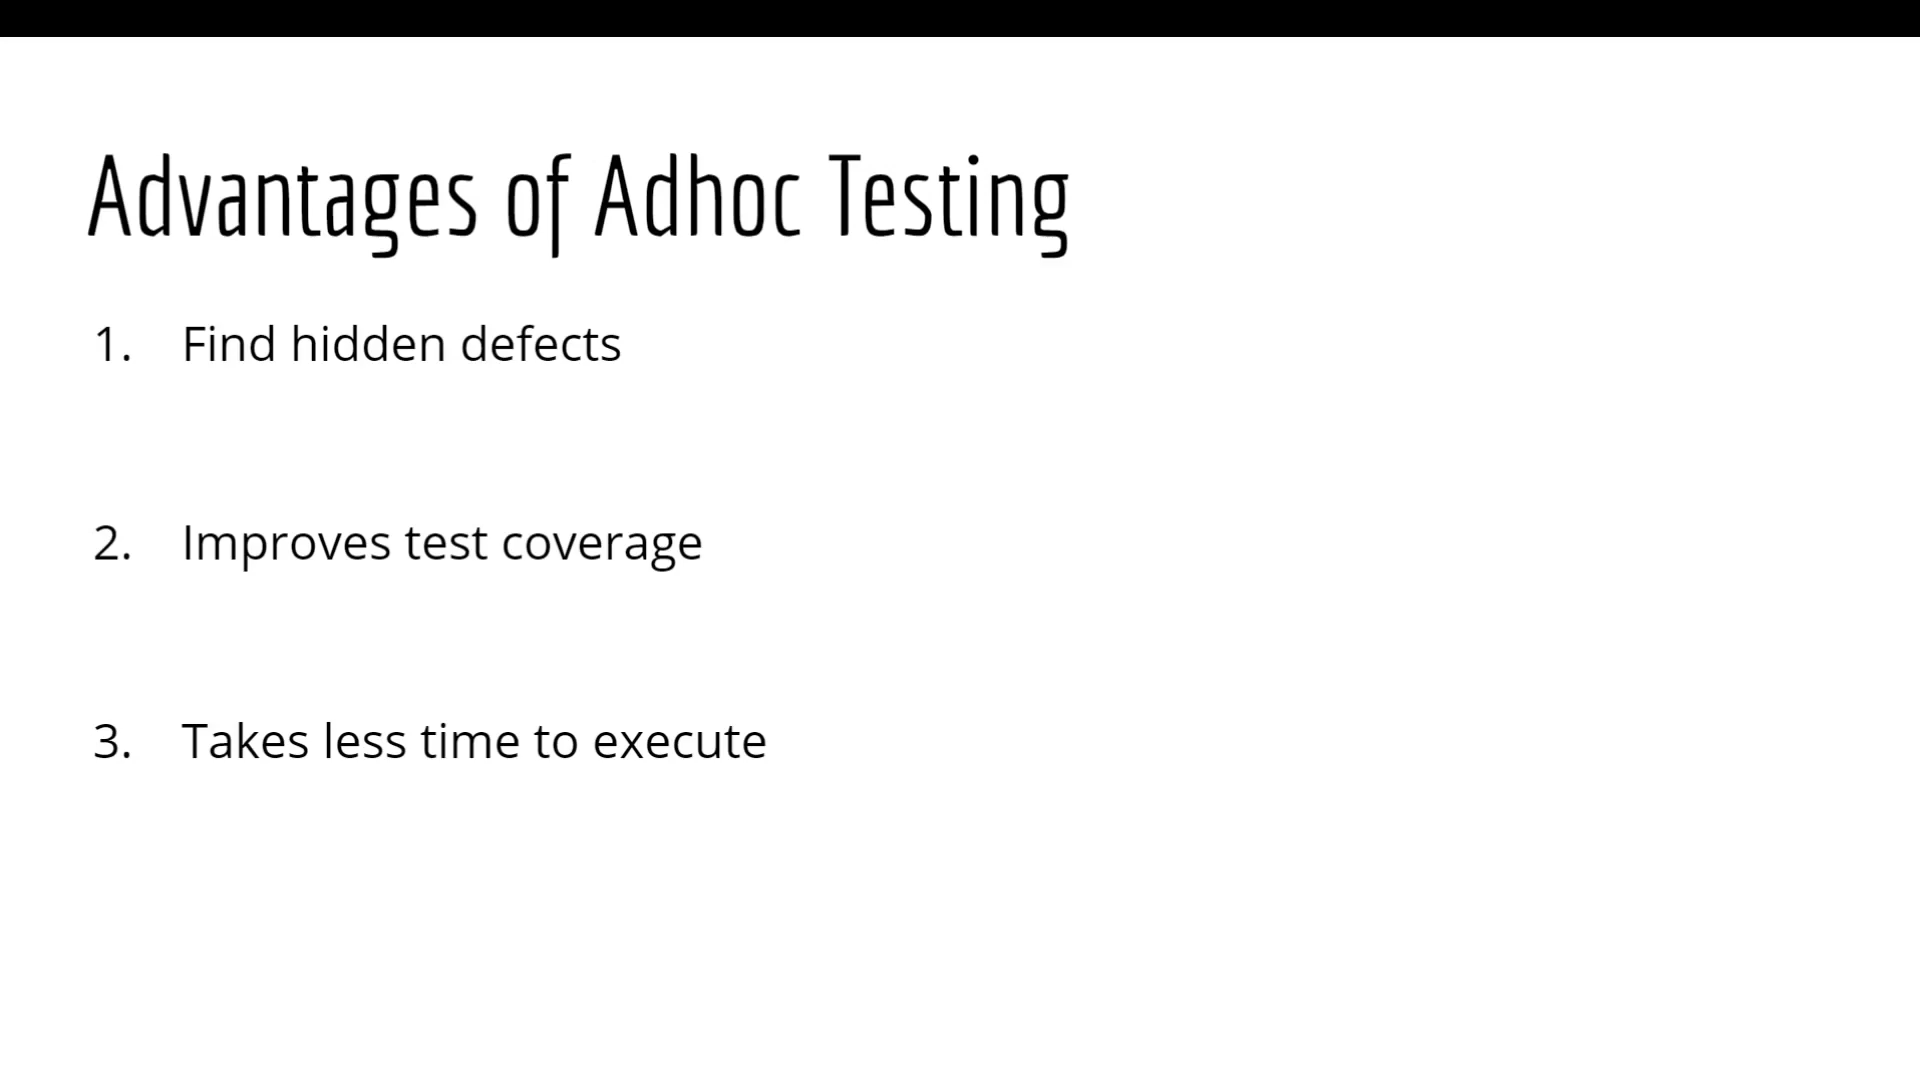 Advantages of Adhoc Testing
1. Find hidden defects
2. Improves test coverage
3. Takes less time to execute